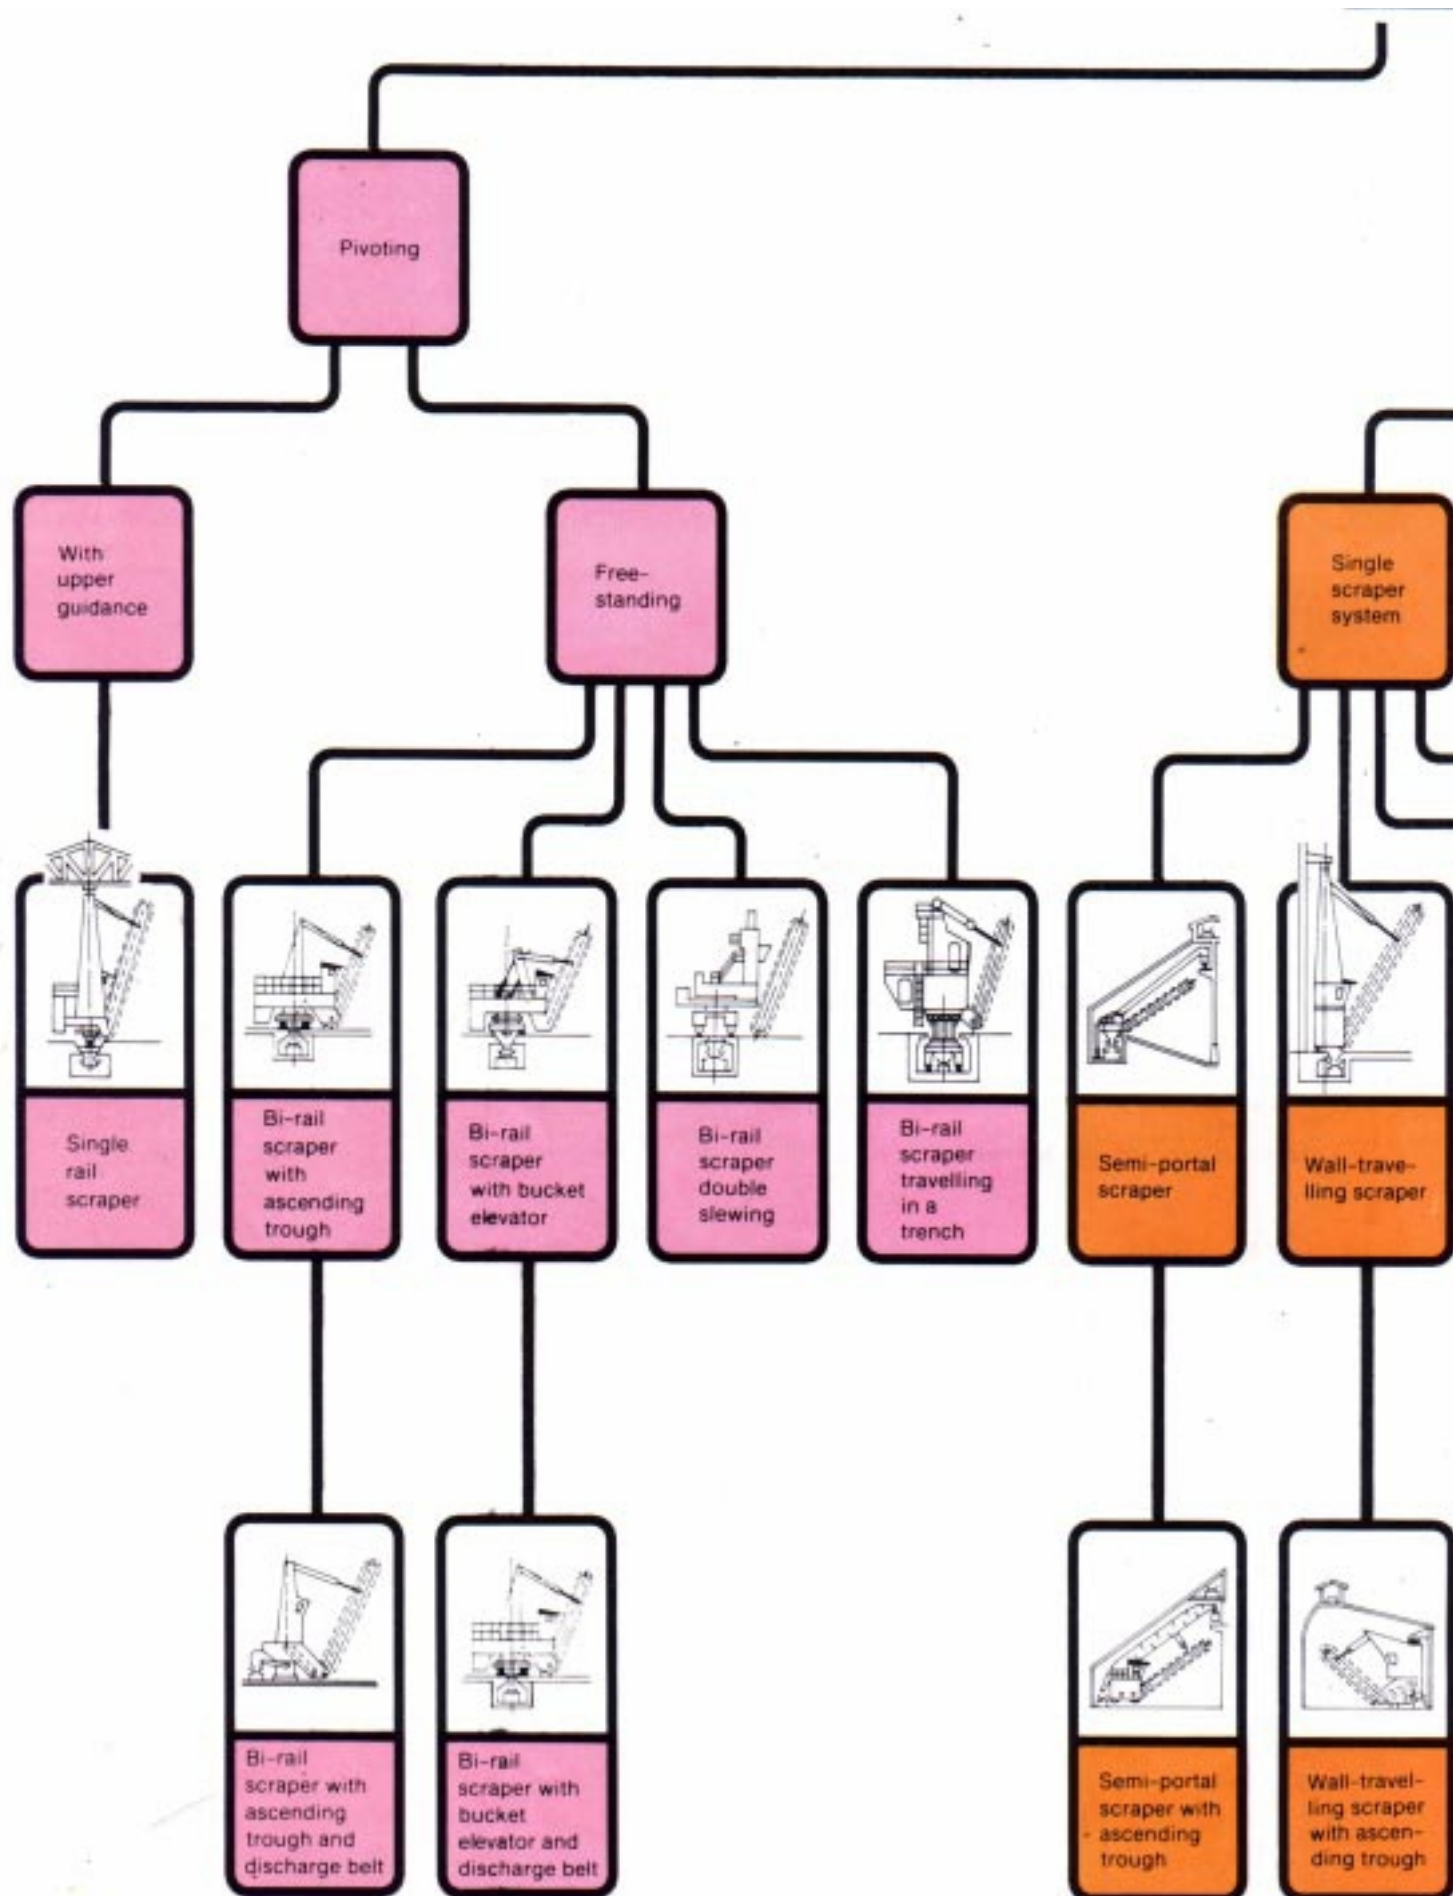 Pivoting
With
upper
guidance
Free-
standing
Single
scraper
system
Single
rail
scraper
Bi-rail
scraper
with
ascending
trough
Bi-rail
scraper
with bucket
elevator
Bi-rail
scraper
double
slewing
Bi-rail
scraper
travelling
in a
trench
Semi-portal
scraper
Wall-trave-
lling scraper
Bi-rail
scraper with
ascending
trough and
discharge belt
Bi-rail
scraper with
bucket
elevator and
discharge belt
Semi-portal
scraper with
ascending
trough
Wall-travel-
ling scraper
with ascen-
ding trough